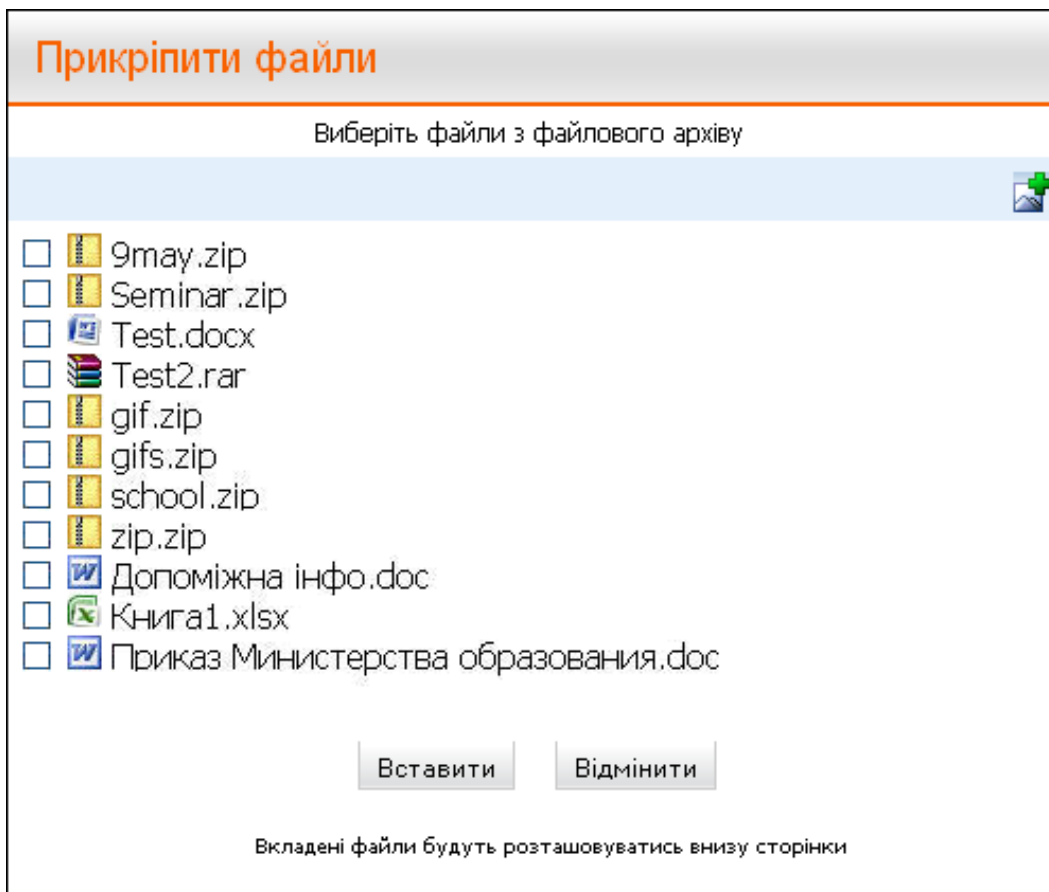 Прикріпити файли
Виберіть файли з файлового архіву
9may.zip
Seminar.zip
Test.docx
Test2.rar
gif.zip
gifs.zip
school.zip
zip.zip
Допоміжна інфо.doc
Книга1.xlsx
Приказ Министерства образования.doc
Вставити Відмінити
Вкладені файли будуть розташовуватись внизу сторінки